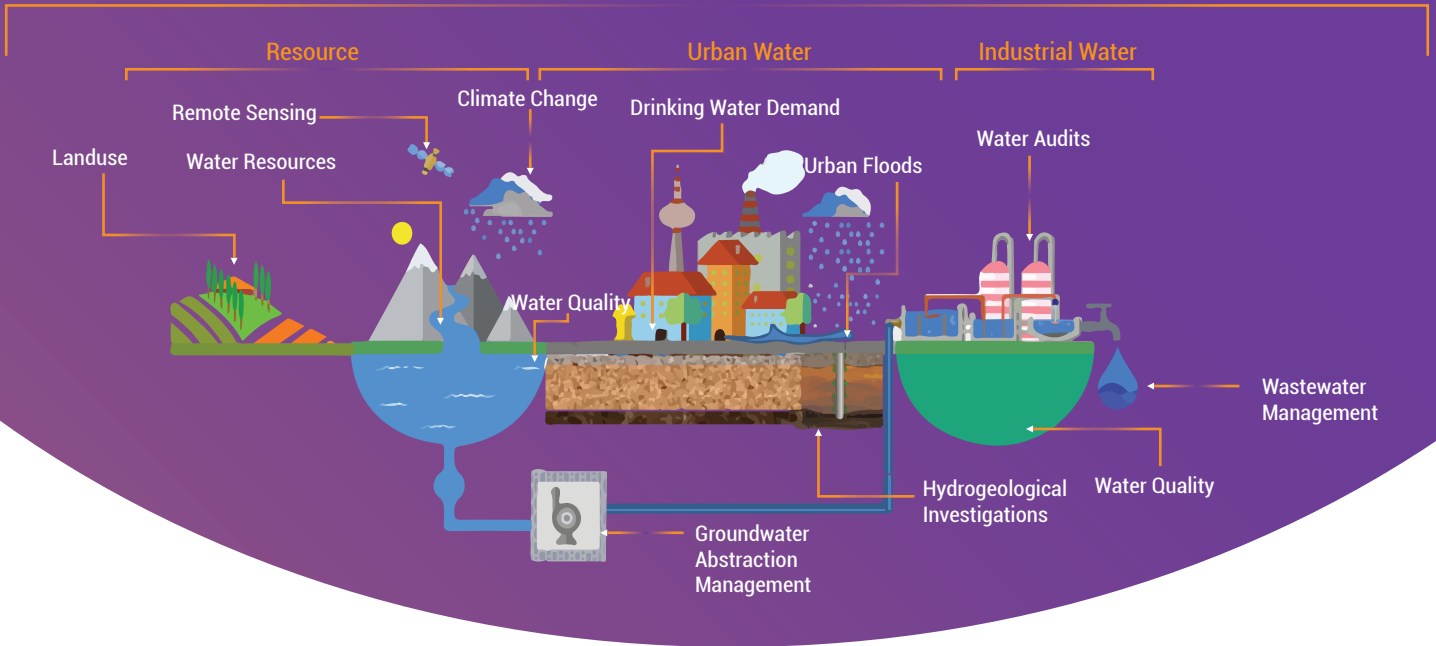 Resource
Urban Water
Industrial Water
Remote Sensing
Climate Change
Drinking Water Demand
Landuse
Water Resources
Urban Floods
Water Audits
Water Quality
Wastewater
Management
Hydrogeological
Investigations
Water Quality
Groundwater
Abstraction
Management